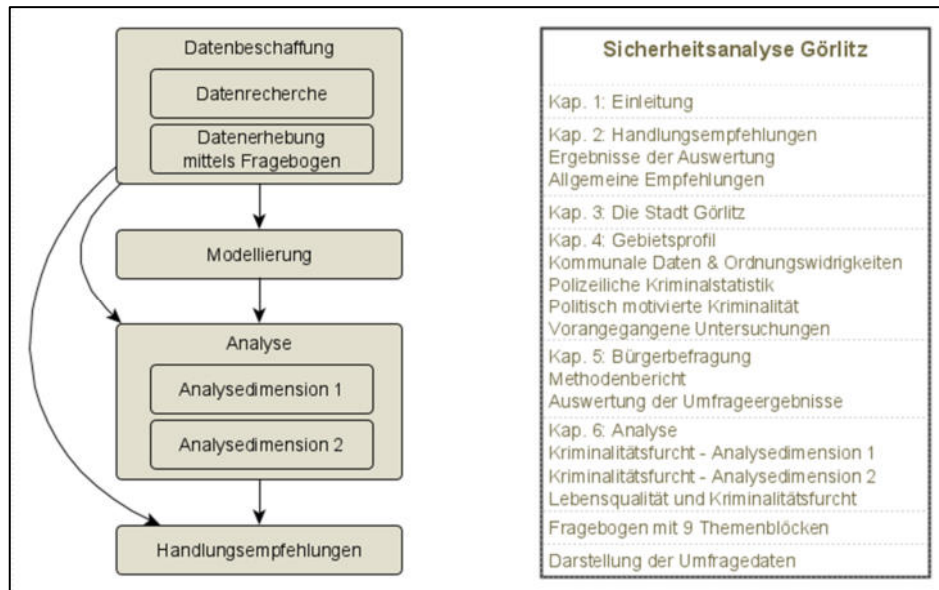 Datenbeschaffung
Datenrecherche
Datenerhebung
mittels Fragebogen
Modellierung
Analyse
Analysedimension 1
Analysedimension 2
Handlungsempfehlungen
Sicherheitsanalyse Görlitz
Kap. 1: Einleitung
Kap. 2: Handlungsempfehlungen
Ergebnisse der Auswertung
Allgemeine Empfehlungen
Kap. 3: Die Stadt Görlitz
Kap. 4: Gebietsprofil
Kommunale Daten & Ordnungswidrigkeiten
Polizeiliche Kriminalstatistik
Politisch motivierte Kriminalität
Vorangegangene Untersuchungen
Kap. 5: Bürgerbefragung
Methodenbericht
Auswertung der Umfrageergebnisse
Kap. 6: Analyse
Kriminalitätsfurcht - Analysedimension 1
Kriminalitätsfurcht - Analysedimension 2
Lebensqualität und Kriminalitätsfurcht
Fragebogen mit 9 Themenblöcken
Darstellung der Umfragedaten